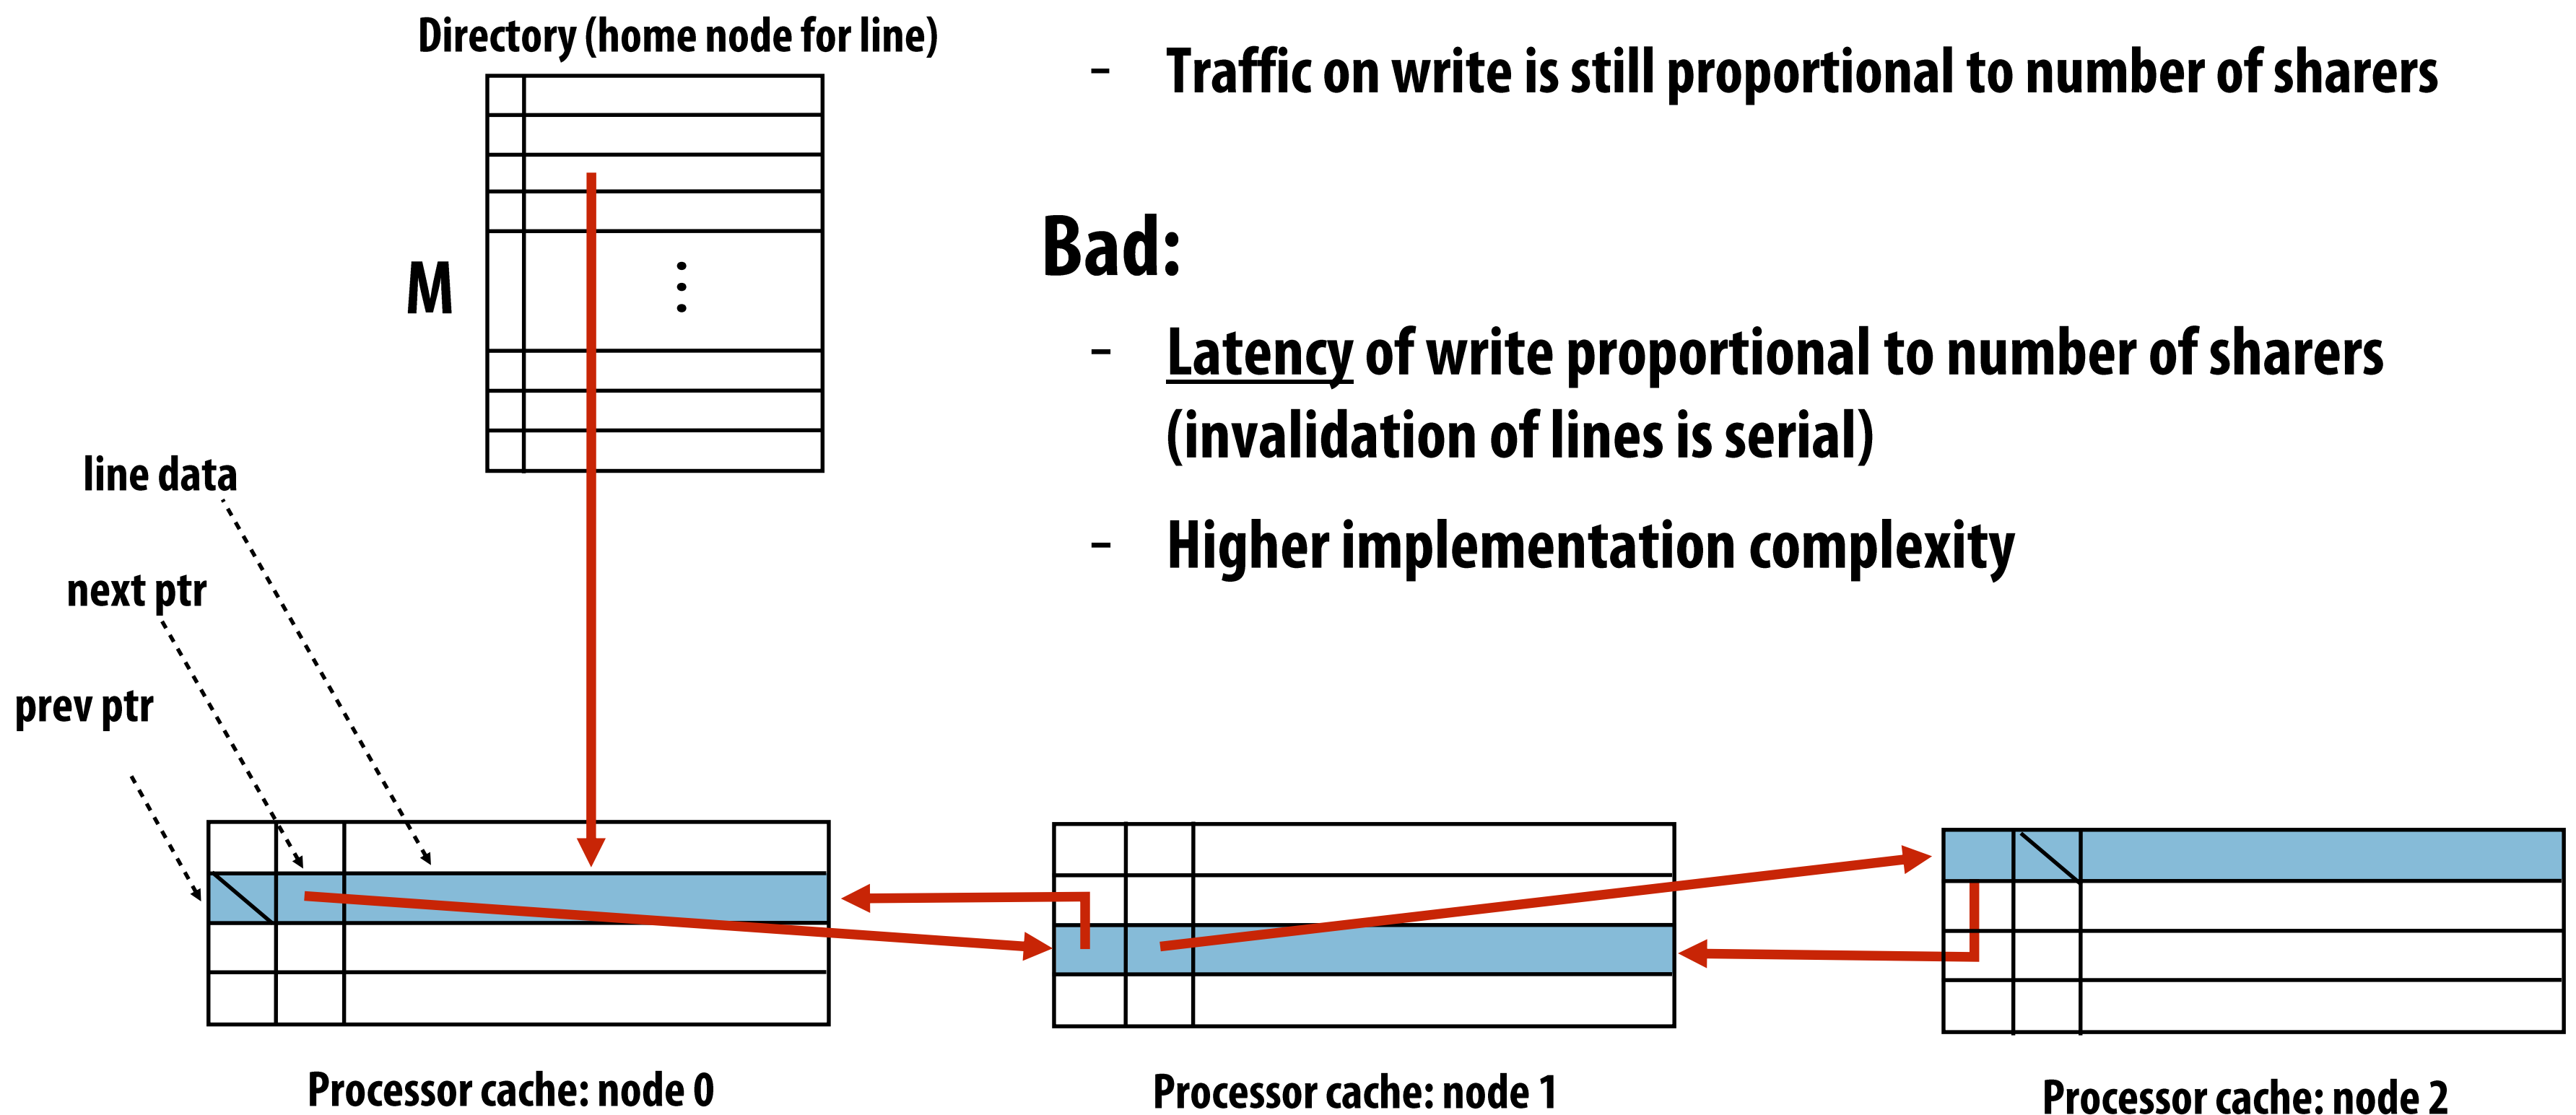 Directory (home node for line)
M
line data
next ptr
prev ptr
- Traffic on write is still proportional to number of sharers
Bad:
- Latency of write proportional to number of sharers
(invalidation of lines is serial)
- Higher implementation complexity
Processor cache: node 0
Processor cache: node 1
Processor cache: node 2